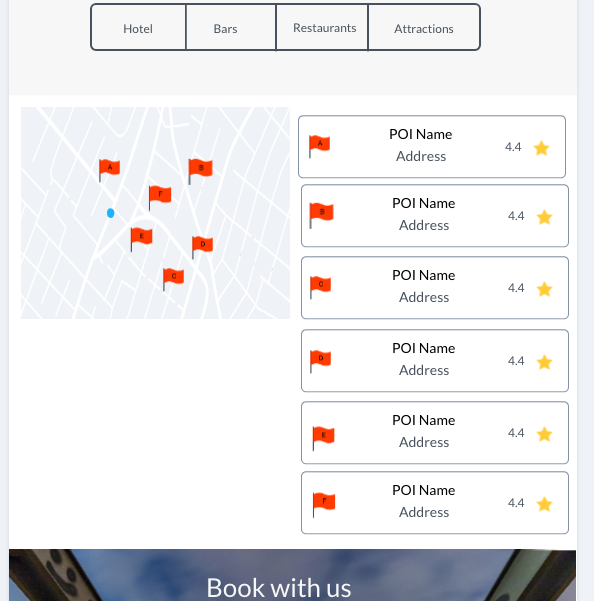 Hotel Bars Restaurants Attractions
A
B
F
E
D
C
A POI Name 4.4
Address
B POI Name 4.4
Address
C POI Name 4.4
Address
D POI Name 4.4
Address
E POI Name 4.4
Address
F POI Name 4.4
Address
Book with us